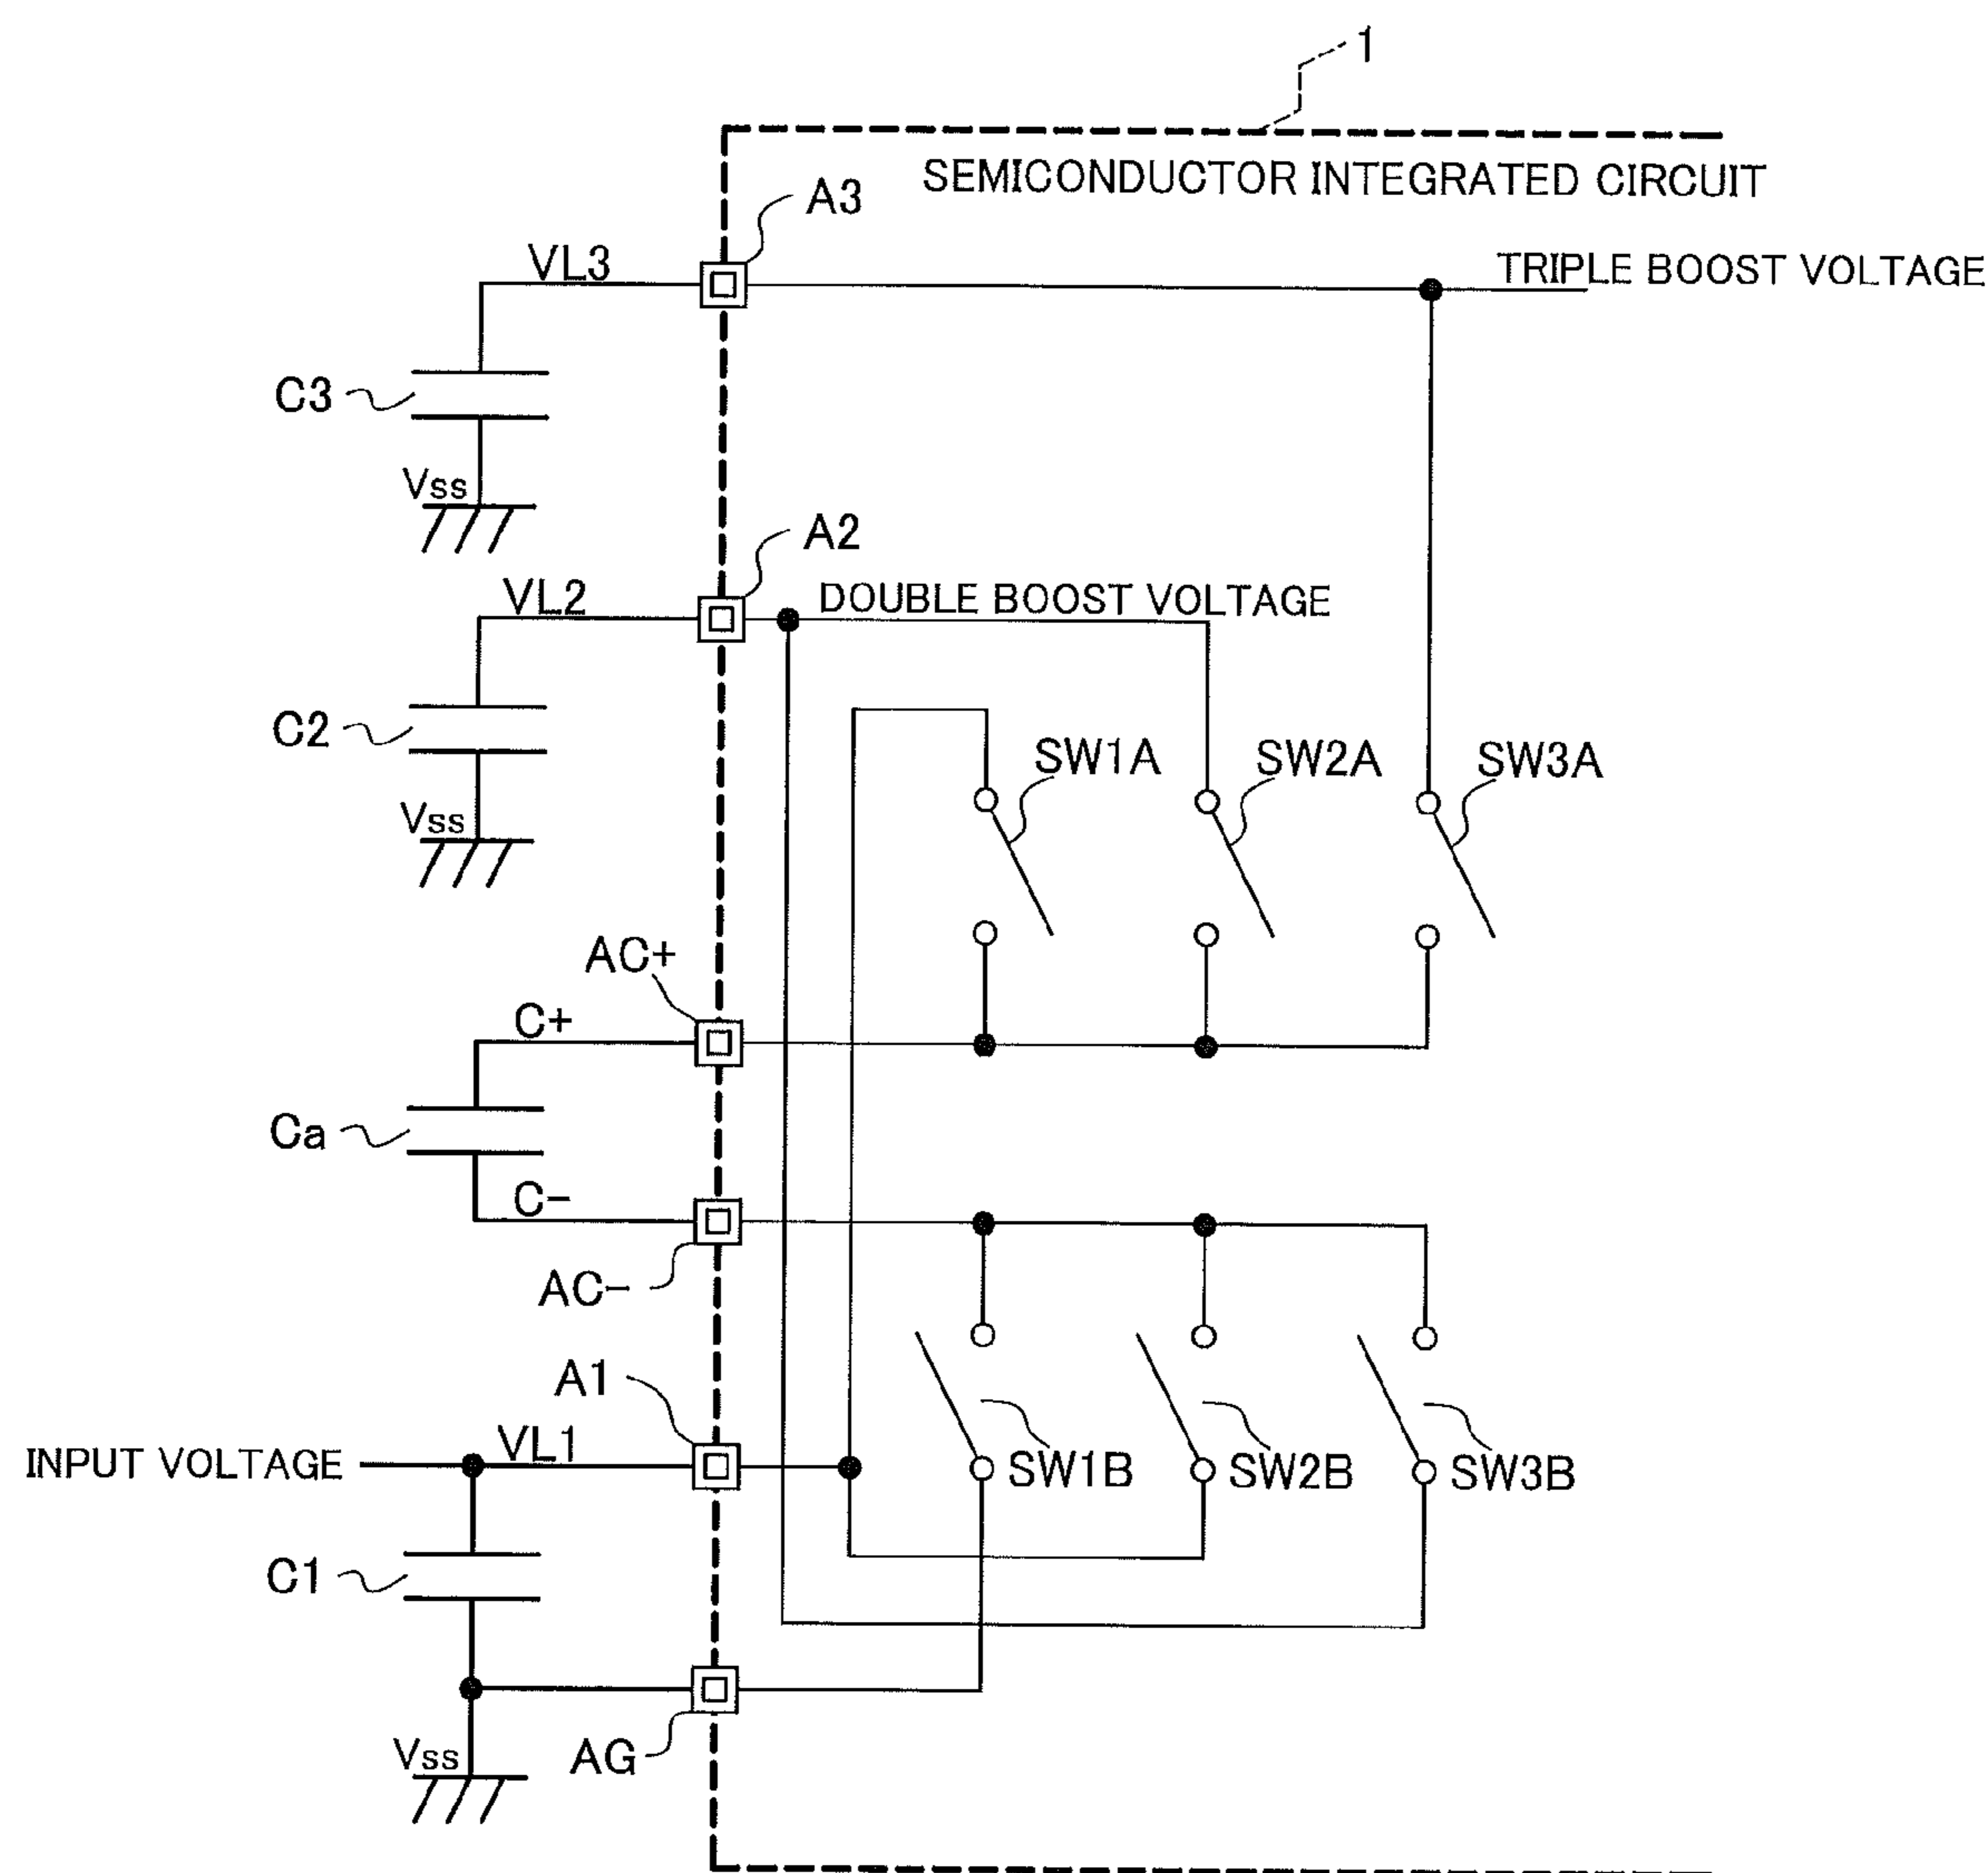 1
SEMICONDUCTOR INTEGRATED CIRCUIT
A3
VL3
TRIPLE BOOST VOLTAGE
C3
Vss
A2
VL2
DOUBLE BOOST VOLTAGE
C2
SW1A
SW2A
SW3A
Vss
AC+
C+
Ca
C-
AC-
A1
VL1
INPUT VOLTAGE
SW1B
SW2B
SW3B
C1
Vss
AG